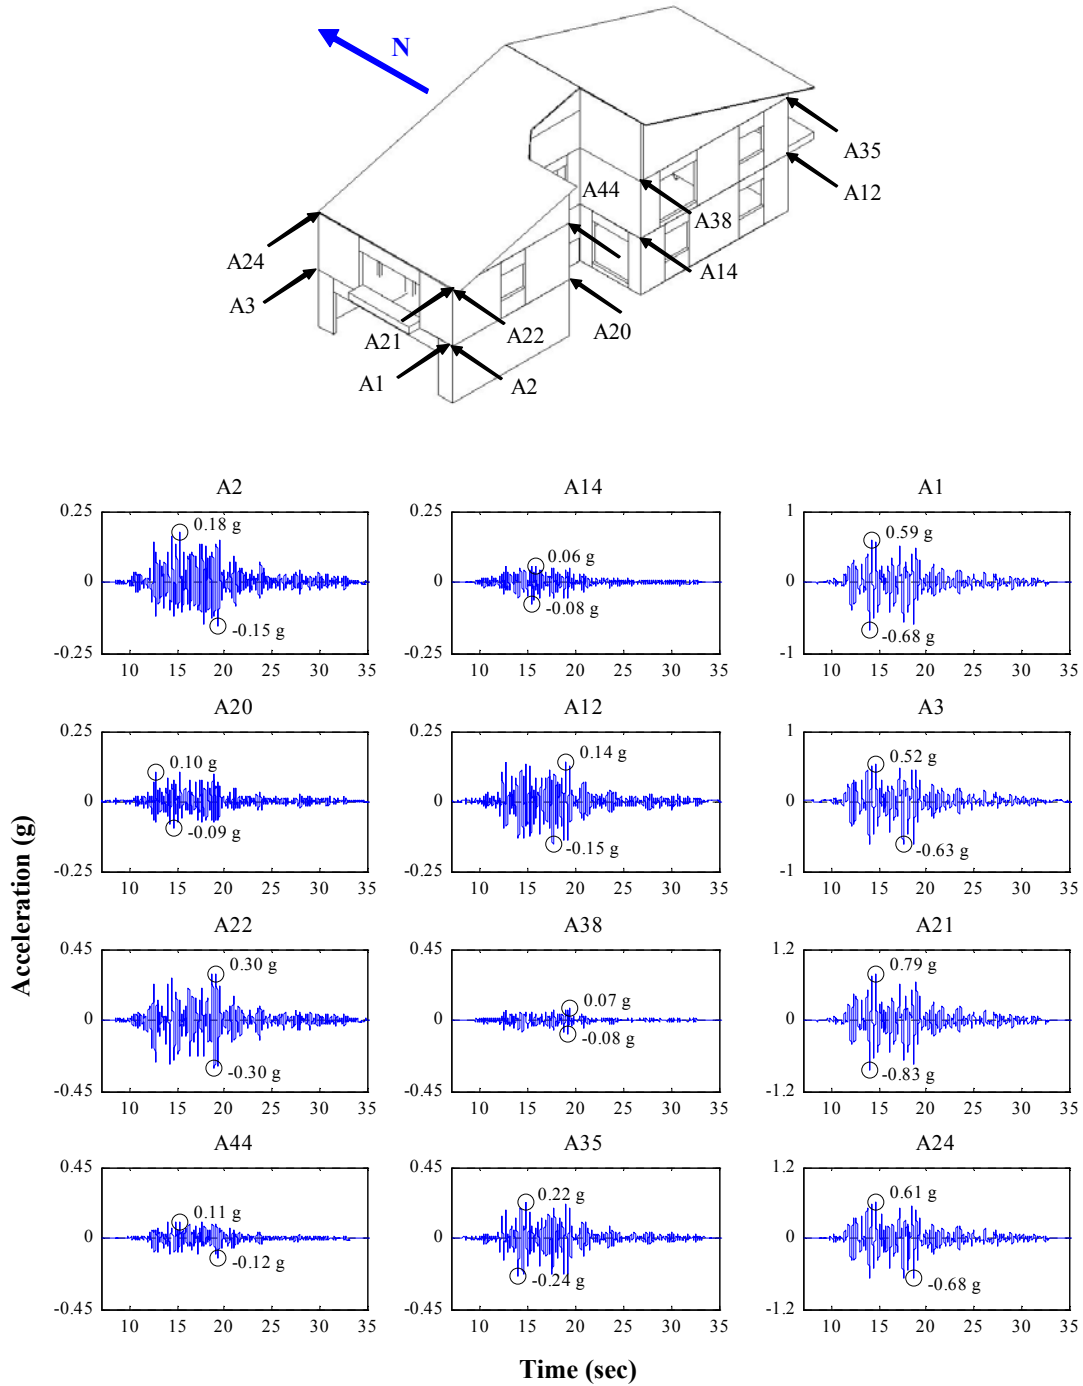 N
A35
A44
A12
A38
A24
A14
A3
A20
A21
A22
A1
A2
A2 A14 A1
0.25 0.25 1
0.18 g 0.06 g 0.59 g
0 0 0
-0.15 g -0.08 g -0.68 g
-0.25 -0.25 -1
10 15 20 25 30 35 10 15 20 25 30 35 10 15 20 25 30 35
A20 A12 A3
0.25 0.25 1
0.10 g 0.14 g 0.52 g
0 0 0
-0.09 g -0.15 g -0.63 g
-0.25 -0.25 -1
10 15 20 25 30 35 10 15 20 25 30 35 10 15 20 25 30 35
A22 A38 A21
0.45 0.45 1.2
0.30 g 0.07 g 0.79 g
0 0 0
-0.30 g -0.08 g -0.83 g
-0.45 -0.45 -1.2
10 15 20 25 30 35 10 15 20 25 30 35 10 15 20 25 30 35
A44 A35 A24
0.45 0.45 1.2
0.11 g 0.22 g 0.61 g
0 0 0
-0.12 g -0.24 g -0.68 g
-0.45 -0.45 -1.2
10 15 20 25 30 35 10 15 20 25 30 35 10 15 20 25 30 35
Acceleration (g)
Time (sec)